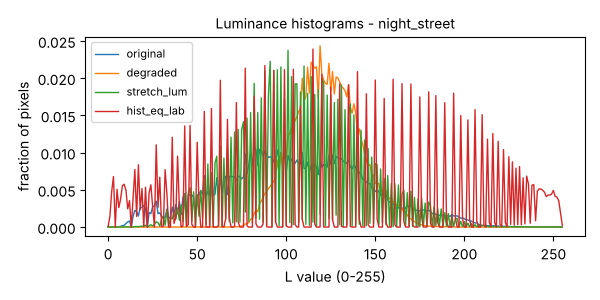 Luminance histograms - night_street
fraction of pixels
0.025
0.020
0.015
0.010
0.005
0.000
original
degraded
stretch_lum
hist_eq_lab
0
50
100
150
200
250
L value (0-255)